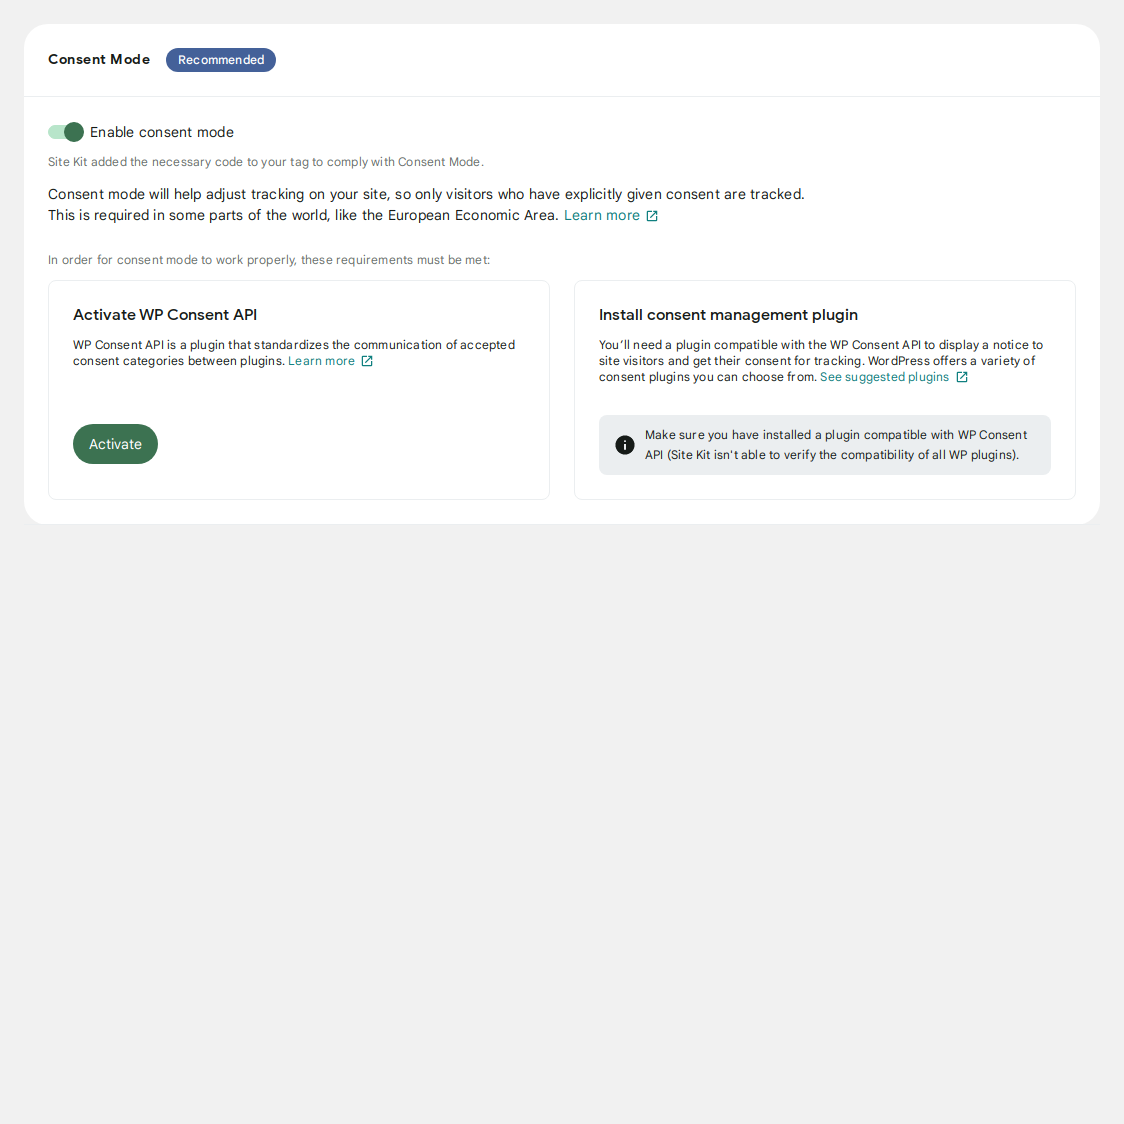 Consent Mode
Recommended
Enable consent mode
Site Kit added the necessary code to your tag to comply with Consent Mode.
Consent mode will help adjust tracking on your site, so only visitors who have explicitly given consent are tracked.
This is required in some parts of the world, like the European Economic Area. Learn more
In order for consent mode to work properly, these requirements must be met:
Activate WP Consent API
WP Consent API is a plugin that standardizes the communication of accepted
consent categories between plugins. Learn more
Activate
Install consent management plugin
You’ll need a plugin compatible with the WP Consent API to display a notice to
site visitors and get their consent for tracking. WordPress offers a variety of
consent plugins you can choose from. See suggested plugins
Make sure you have installed a plugin compatible with WP Consent
API (Site Kit isn't able to verify the compatibility of all WP plugins).